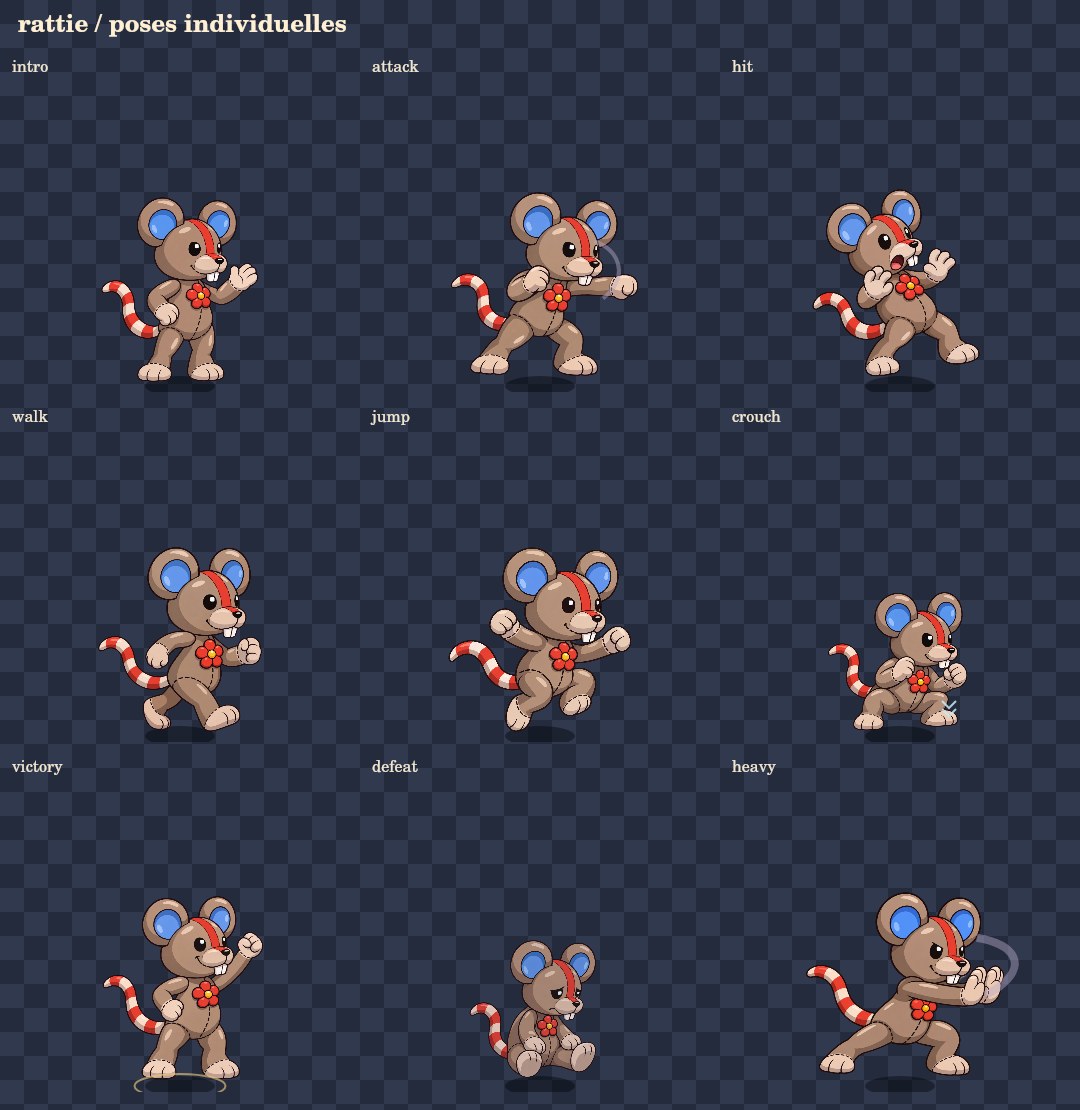 rattie / poses individuelles
intro
attack
hit
walk
jump
crouch
victory
defeat
heavy